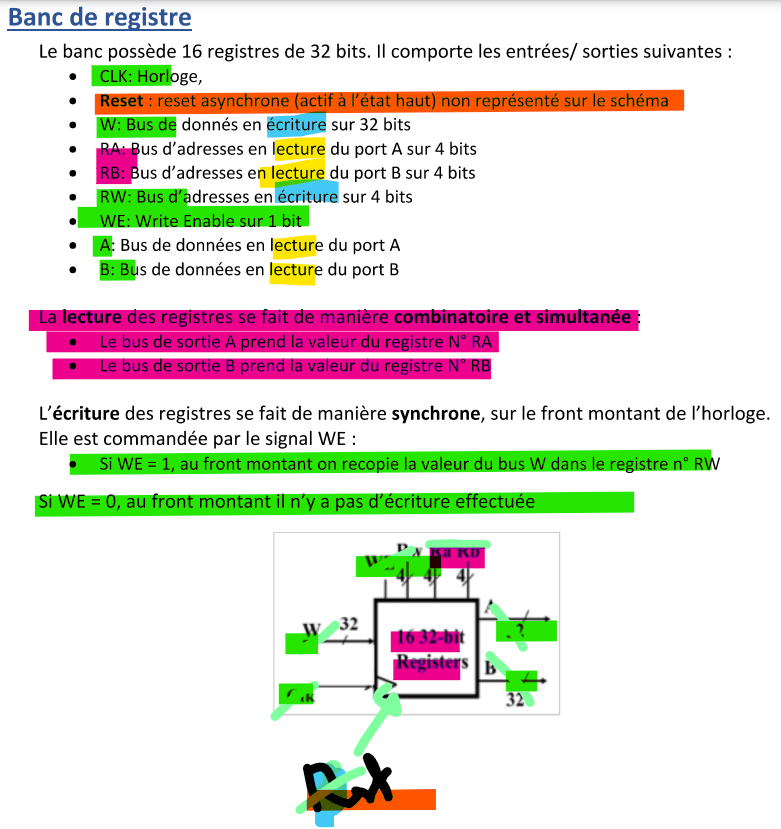 Banc de registre
Le banc possède 16 registres de 32 bits. Il comporte les entrées/ sorties suivantes :
• CLK: Horloge,
• Reset : reset asynchrone (actif à l'état haut) non représenté sur le schéma
• W: Bus de donnés en écriture sur 32 bits
• RA: Bus d'adresses en lecture du port A sur 4 bits
• RB: Bus d'adresses en lecture du port B sur 4 bits
• RW: Bus d'adresses en écriture sur 4 bits
• WE: Write Enable sur 1 bit
• A: Bus de données en lecture du port A
• B: Bus de données en lecture du port B
La lecture des registres se fait de manière combinatoire et simultanée :
• Le bus de sortie A prend la valeur du registre N° RA
• Le bus de sortie B prend la valeur du registre N° RB
L'écriture des registres se fait de manière synchrone, sur le front montant de l'horloge.
Elle est commandée par le signal WE :
• Si WE = 1, au front montant on recopie la valeur du bus W dans le registre n° RW
Si WE = 0, au front montant il n'y a pas d'écriture effectuée
Ra Rb
4 4 4
W 32
A
16 32-bit
Registers
B
32